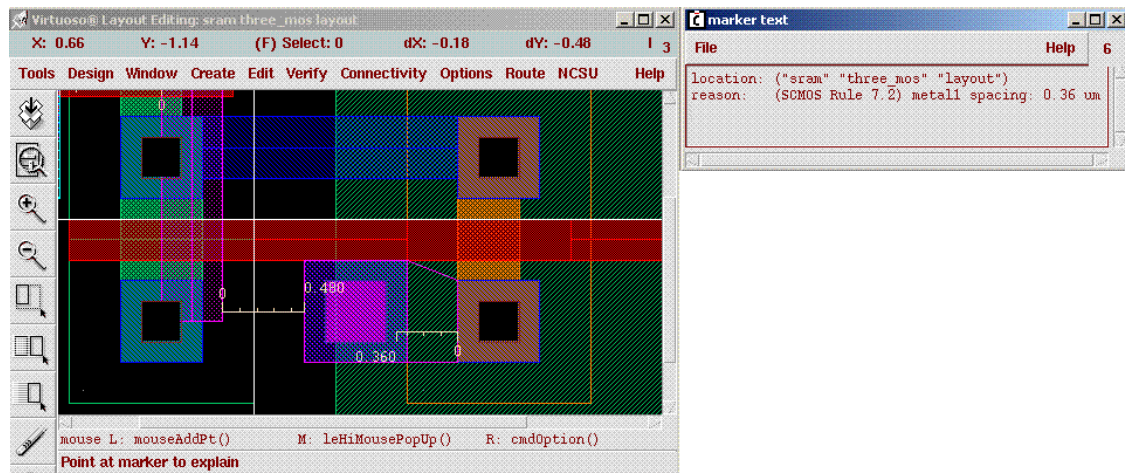 Virtuoso® Layout Editing: sram three_mos layout
X: 0.66 Y: -1.14 (F) Select: 0 dX: -0.18 dY: -0.48 I 3
Tools Design Window Create Edit Verify Connectivity Options Route NCSU Help
0
0
0.480
0.360
0
mouse L: mouseAddPt() M: leHiMousePopUp() R: cmdOption()
Point at marker to explain
marker text
File Help 6
location: ("sram" "three_mos" "layout")
reason: (SCMOS Rule 7.2) metal1 spacing: 0.36 um